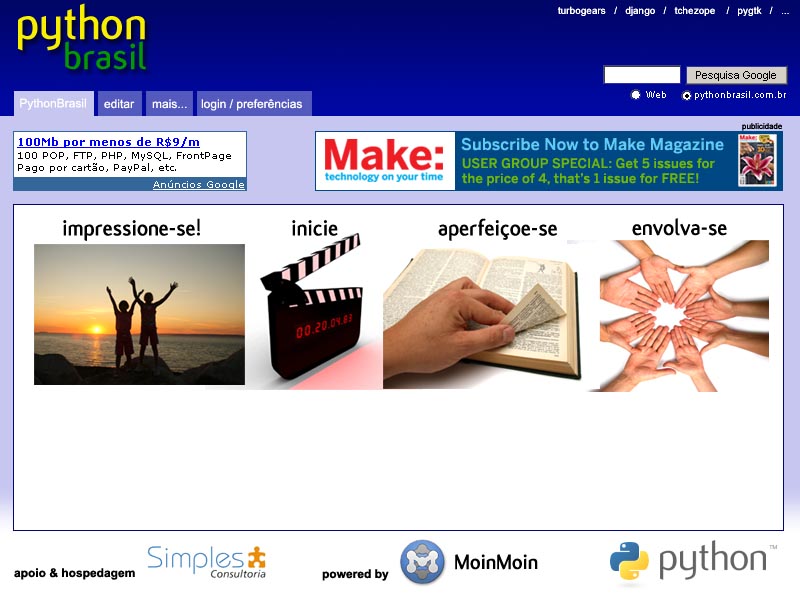 python
brasil
turbogears / django / tchezope / pygtk / ...
Pesquisa Google
Web pythonbrasil.com.br
PythonBrasil editar mais... login / preferências
publicidade
100Mb por menos de R$9/m
100 POP, FTP, PHP, MySQL, FrontPage
Pago por cartão, PayPal, etc.
Anúncios Google
Make:
technology on your time
Subscribe Now to Make Magazine
USER GROUP SPECIAL: Get 5 issues for
the price of 4, that's 1 issue for FREE!
Make:
impressione-se! inicie aperfeiçoe-se envolva-se
apoio & hospedagem
Simples
Consultoria
powered by
MoinMoin
python™